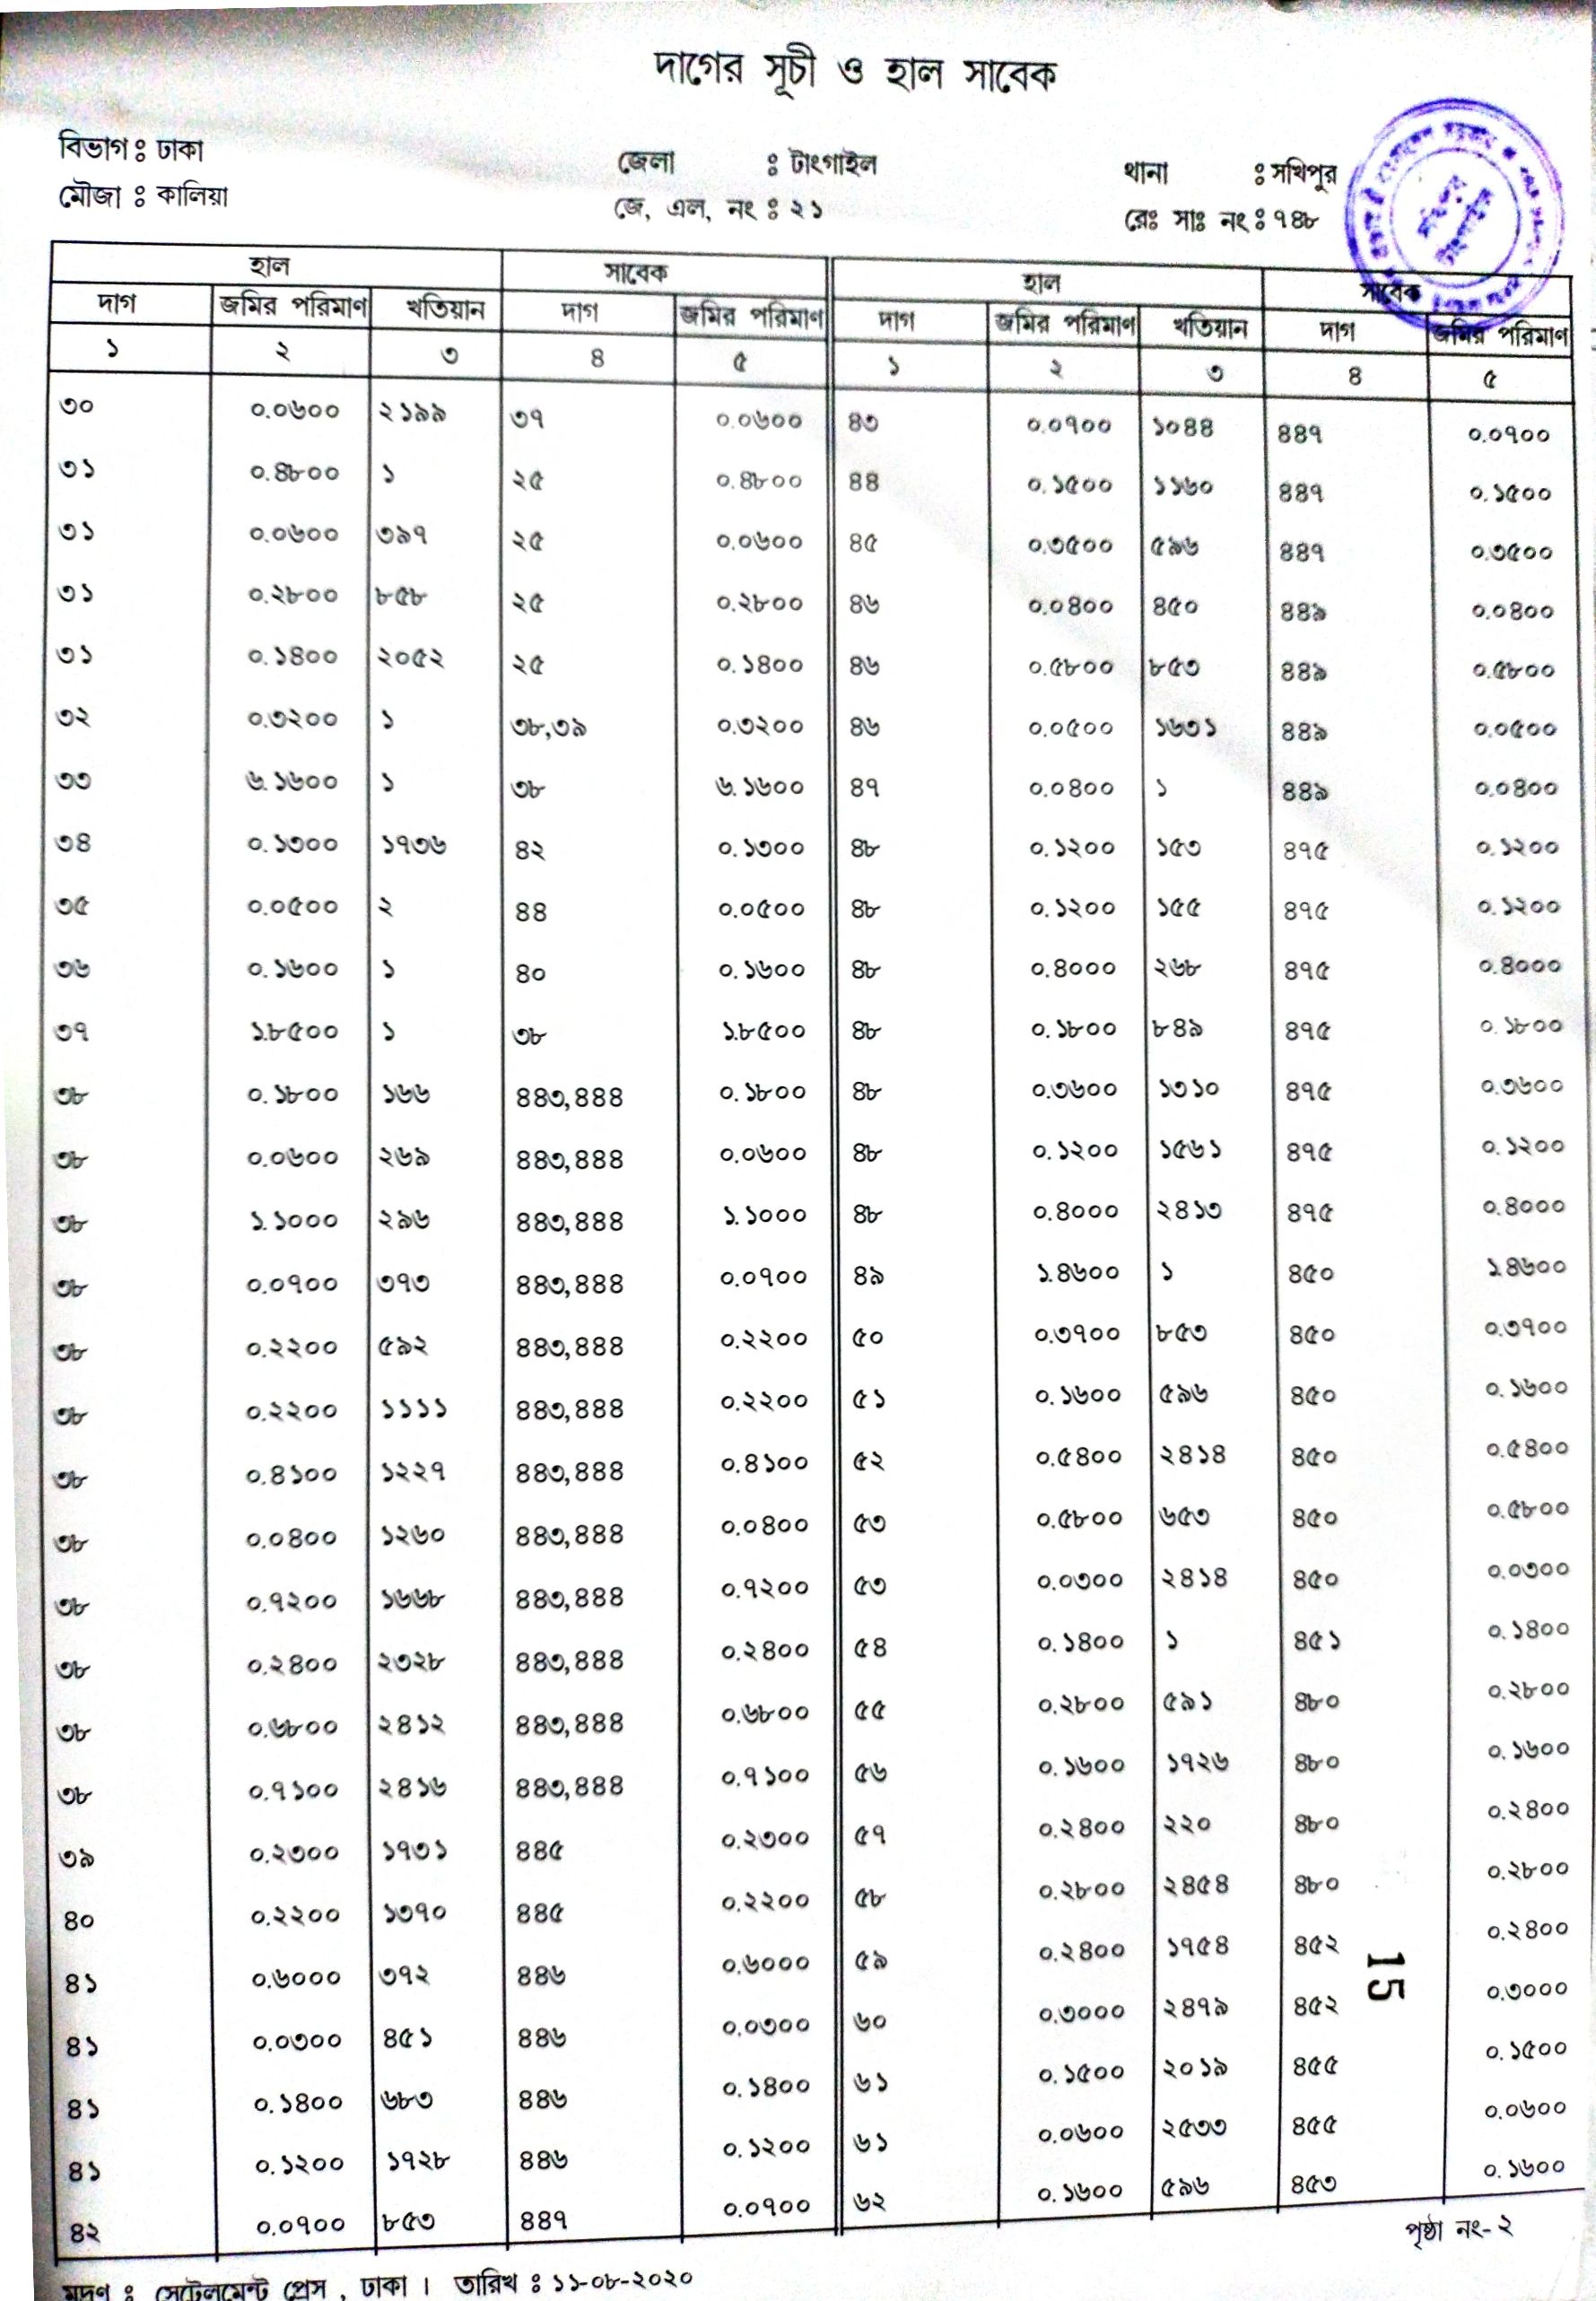 দাগের সূচী ও হাল সাবেক
বিভাগ ঃ ঢাকা জেলা ঃ টাংগাইল থানা ঃ সখিপুর
মৌজা ঃ কালিয়া জে, এল, নং ঃ ২১ রেঃ সাঃ নং ঃ ৭৪৮
হাল সাবেক হাল সাবেক
দাগ জমির পরিমাণ খতিয়ান দাগ জমির পরিমাণ দাগ জমির পরিমাণ খতিয়ান দাগ জমির পরিমাণ
১ ২ ৩ ৪ ৫ ১ ২ ৩ ৪ ৫
৩০ ০.০৬০০ ২১৯৯ ৩৭ ০.০৬০০ ৪৩ ০.০৭০০ ১০৪৪ ৪৪৭ ০.০৭০০
৩১ ০.৪৮০০ ১ ২৫ ০.৪৮০০ ৪৪ ০.১৫০০ ১১৬০ ৪৪৭ ০.১৫০০
৩১ ০.০৬০০ ৩৯৭ ২৫ ০.০৬০০ ৪৫ ০.৩৫০০ ৫৯৬ ৪৪৭ ০.৩৫০০
৩১ ০.২৮০০ ৮৫৮ ২৫ ০.২৮০০ ৪৬ ০.০৪০০ ৪৫০ ৪৪৯ ০.০৪০০
৩১ ০.১৪০০ ২০৫২ ২৫ ০.১৪০০ ৪৬ ০.৫৮০০ ৮৫৩ ৪৪৯ ০.৫৮০০
৩২ ০.৩২০০ ১ ৩৮,৩৯ ০.৩২০০ ৪৬ ০.০৫০০ ১৬৩১ ৪৪৯ ০.০৫০০
৩৩ ৬.১৬০০ ১ ৩৮ ৬.১৬০০ ৪৭ ০.০৪০০ ১ ৪৪৯ ০.০৪০০
৩৪ ০.১৩০০ ১৭৩৬ ৪২ ০.১৩০০ ৪৮ ০.১২০০ ১৫৩ ৪৭৫ ০.১২০০
৩৫ ০.০৫০০ ২ ৪৪ ০.০৫০০ ৪৮ ০.১২০০ ১৫৫ ৪৭৫ ০.১২০০
৩৬ ০.১৬০০ ১ ৪০ ০.১৬০০ ৪৮ ০.৪০০০ ২৬৮ ৪৭৫ ০.৪০০০
৩৭ ১.৮৫০০ ১ ৩৮ ১.৮৫০০ ৪৮ ০.১৮০০ ৮৪৯ ৪৭৫ ০.১৮০০
৩৮ ০.১৮০০ ১৬৬ ৪৪৩,৪৪৪ ০.১৮০০ ৪৮ ০.৩৬০০ ১৩১০ ৪৭৫ ০.৩৬০০
৩৮ ০.০৬০০ ২৬৯ ৪৪৩,৪৪৪ ০.০৬০০ ৪৮ ০.১২০০ ১৫৬১ ৪৭৫ ০.১২০০
৩৮ ১.১০০০ ২৯৬ ৪৪৩,৪৪৪ ১.১০০০ ৪৮ ০.৪০০০ ২৪১৩ ৪৭৫ ০.৪০০০
৩৮ ০.০৭০০ ৩৭৩ ৪৪৩,৪৪৪ ০.০৭০০ ৪৯ ১.৪৬০০ ১ ৪৫০ ১.৪৬০০
৩৮ ০.২২০০ ৫৯২ ৪৪৩,৪৪৪ ০.২২০০ ৫০ ০.৩৭০০ ৮৫৩ ৪৫০ ০.৩৭০০
৩৮ ০.২২০০ ১১১১ ৪৪৩,৪৪৪ ০.২২০০ ৫১ ০.১৬০০ ৫৯৬ ৪৫০ ০.১৬০০
৩৮ ০.৪১০০ ১২২৭ ৪৪৩,৪৪৪ ০.৪১০০ ৫২ ০.৫৪০০ ২৪১৪ ৪৫০ ০.৫৪০০
৩৮ ০.০৪০০ ১২৬০ ৪৪৩,৪৪৪ ০.০৪০০ ৫৩ ০.৫৮০০ ৬৫৩ ৪৫০ ০.৫৮০০
৩৮ ০.৭২০০ ১৬৬৮ ৪৪৩,৪৪৪ ০.৭২০০ ৫৩ ০.০৩০০ ২৪১৪ ৪৫০ ০.০৩০০
৩৮ ০.২৪০০ ২৩২৮ ৪৪৩,৪৪৪ ০.২৪০০ ৫৪ ০.১৪০০ ১ ৪৫১ ০.১৪০০
৩৮ ০.৬৮০০ ২৪১২ ৪৪৩,৪৪৪ ০.৬৮০০ ৫৫ ০.২৮০০ ৫৯১ ৪৮০ ০.২৮০০
৩৮ ০.৭১০০ ২৪১৬ ৪৪৩,৪৪৪ ০.৭১০০ ৫৬ ০.১৬০০ ১৭২৬ ৪৮০ ০.১৬০০
৩৯ ০.২৩০০ ১৭৩১ ৪৪৫ ০.২৩০০ ৫৭ ০.২৪০০ ২২০ ৪৮০ ০.২৪০০
৪০ ০.২২০০ ১৩৭০ ৪৪৫ ০.২২০০ ৫৮ ০.২৮০০ ২৪৫৪ ৪৮০ ০.২৮০০
৪১ ০.৬০০০ ৩৭২ ৪৪৬ ০.৬০০০ ৫৯ ০.২৪০০ ১৭৫৪ ৪৫২ ০.২৪০০
15
৪১ ০.০৩০০ ৪৫১ ৪৪৬ ০.০৩০০ ৬০ ০.৩০০০ ২৪৭৯ ৪৫২ ০.৩০০০
৪১ ০.১৪০০ ৬৮৩ ৪৪৬ ০.১৪০০ ৬১ ০.১৫০০ ২০১৯ ৪৫৫ ০.১৫০০
৪১ ০.১২০০ ১৭২৮ ৪৪৬ ০.১২০০ ৬১ ০.০৬০০ ২৫৩৩ ৪৫৫ ০.০৬০০
৪২ ০.০৭০০ ৮৫৩ ৪৪৭ ০.০৭০০ ৬২ ০.১৬০০ ৫৯৬ ৪৫৩ ০.১৬০০
পৃষ্ঠা নং- ২
মুদ্রণ ঃ সেটেলমেন্ট প্রেস , ঢাকা । তারিখ ঃ ১১-০৮-২০২০